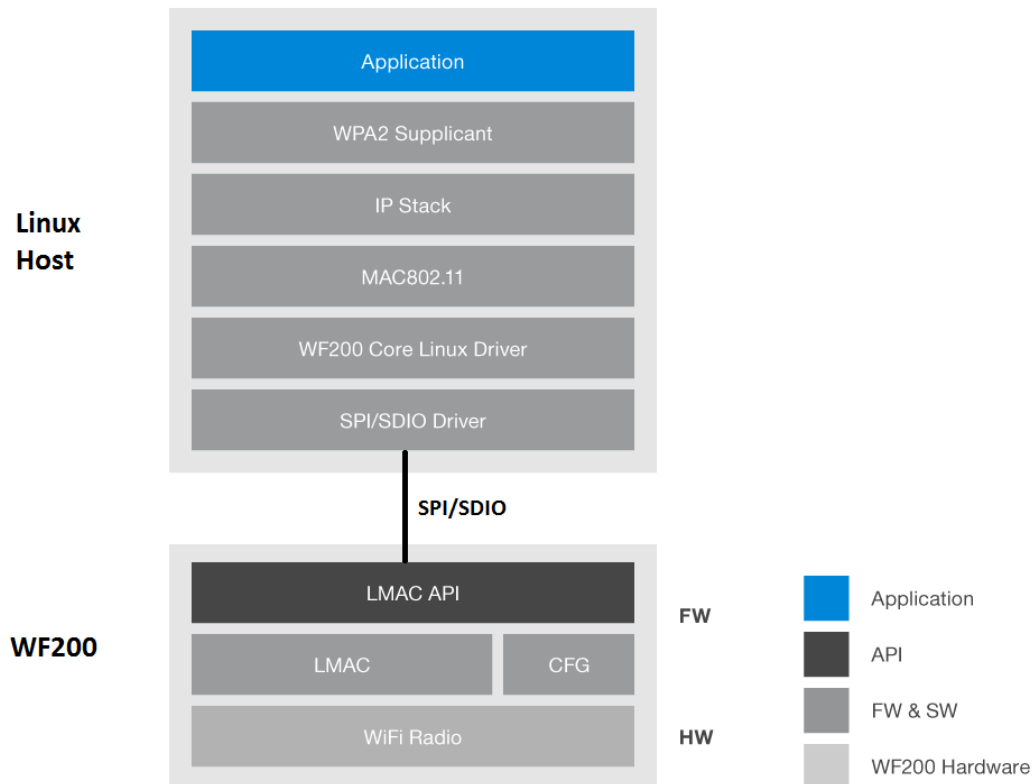 Application
WPA2 Supplicant
IP Stack
Linux
Host
MAC802.11
WF200 Core Linux Driver
SPI/SDIO Driver
SPI/SDIO
LMAC API
FW
WF200
LMAC
CFG
WiFi Radio
HW
Application
API
FW & SW
WF200 Hardware